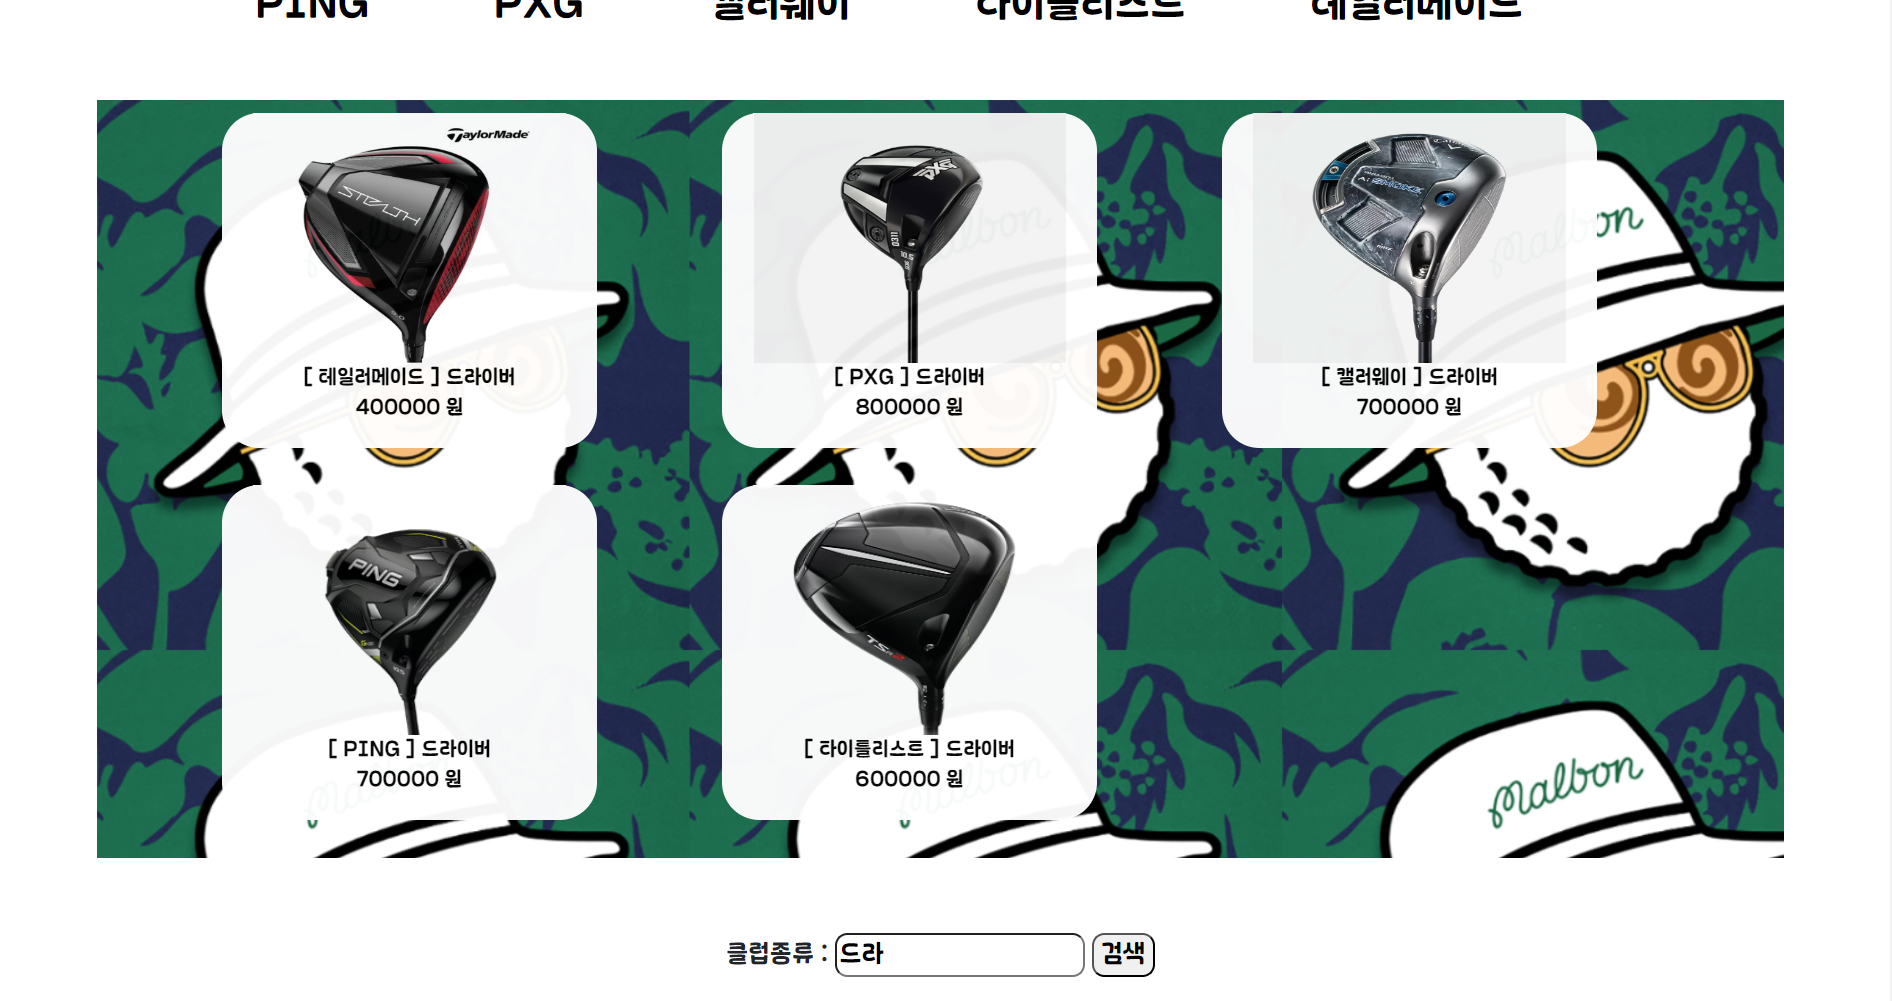 PING PXG 캘러웨이 타이틀리스트 테일러메이드
TaylorMade
STEALTH
PXG
0311
Malbon
SMOKE
[ 테일러메이드 ] 드라이버
400000 원
[ PXG ] 드라이버
800000 원
[ 캘러웨이 ] 드라이버
700000 원
PING
TSR2
[ PING ] 드라이버
700000 원
[ 타이틀리스트 ] 드라이버
600000 원
Malbon
클럽종류 : 드라 검색